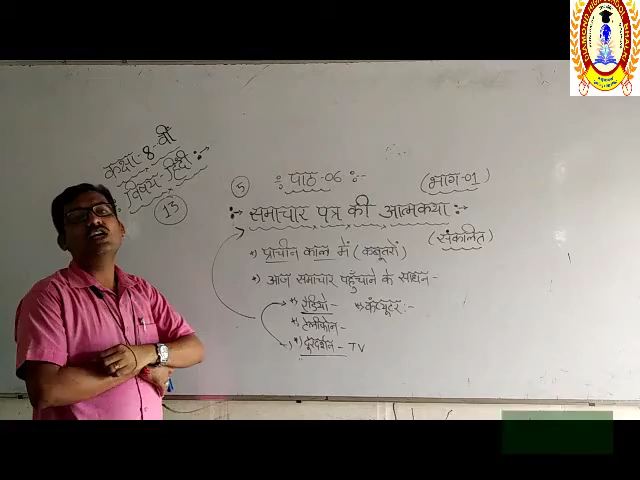 कक्षा - 8 वीं
विषय - हिंदी
13
5
पाठ - 06
(भाग - 01)
समाचार पत्र की आत्मकथा
(संकलित)
प्राचीन काल में (कबूतरों)
आज समाचार पहुँचाने के साधन -
रेडियो - कंप्यूटर :-
टेलीफोन -
दूरदर्शन - TV